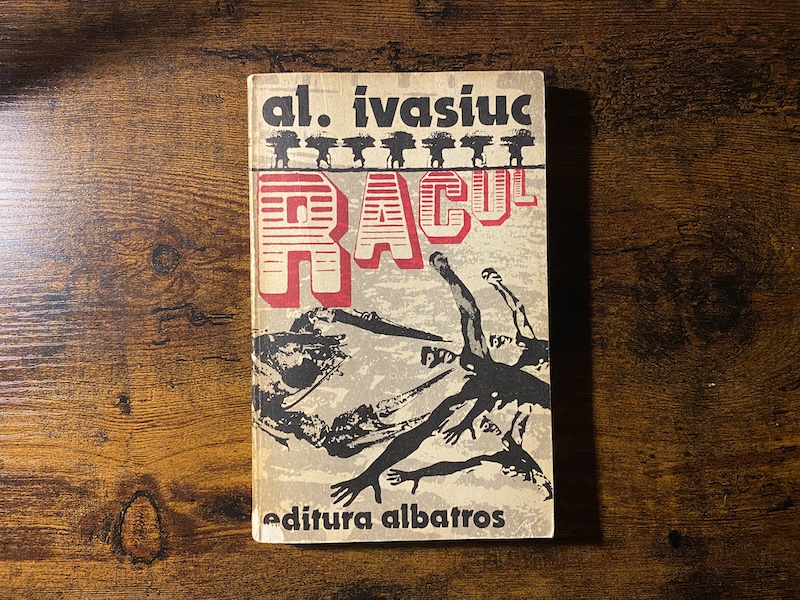 al. ivasiuc
RACUL
editura albatros